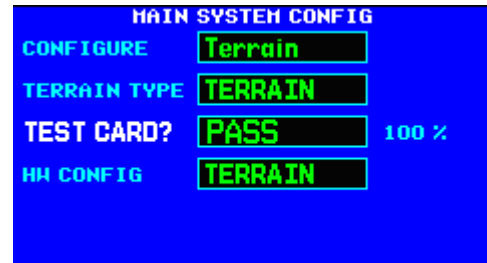 MAIN SYSTEM CONFIG
CONFIGURE Terrain
TERRAIN TYPE TERRAIN
TEST CARD? PASS 100 %
HW CONFIG TERRAIN